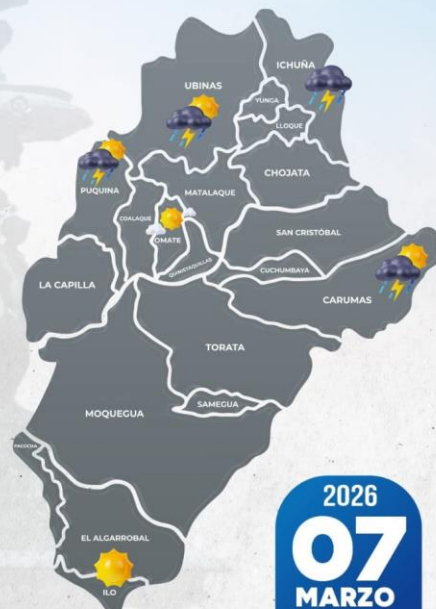 ICHUÑA
UBINAS
YUNGA
LLOQUE
CHOJATA
PUQUINA
MATALAQUE
COALAQUE
OMATE
SAN CRISTÓBAL
QUINISTAQUILLAS
CUCHUMBAYA
LA CAPILLA
CARUMAS
TORATA
SAMEGUA
MOQUEGUA
PACOCHA
EL ALGARROBAL
ILO
2026
07
MARZO